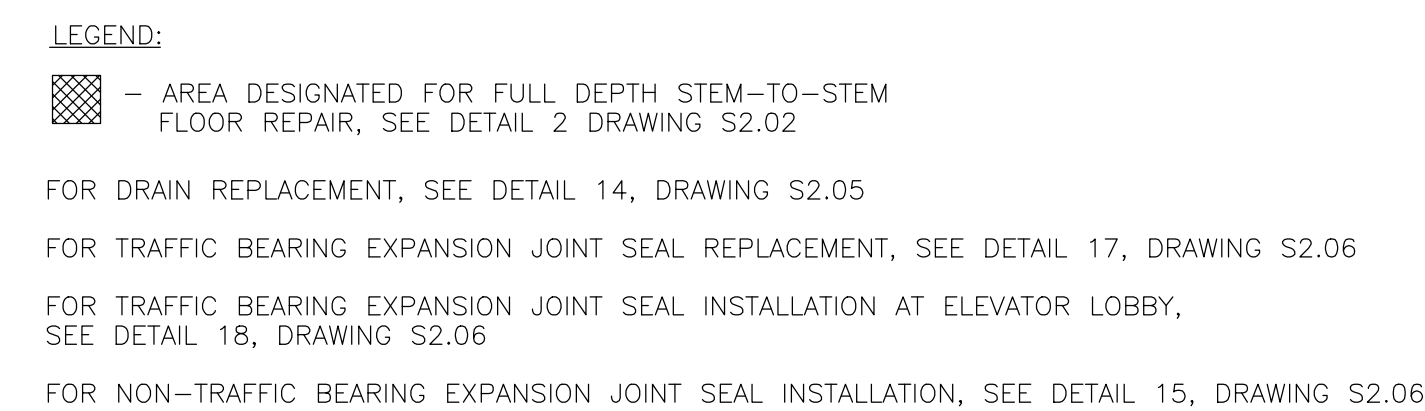 LEGEND:
– AREA DESIGNATED FOR FULL DEPTH STEM–TO–STEM
FLOOR REPAIR, SEE DETAIL 2 DRAWING S2.02
FOR DRAIN REPLACEMENT, SEE DETAIL 14, DRAWING S2.05
FOR TRAFFIC BEARING EXPANSION JOINT SEAL REPLACEMENT, SEE DETAIL 17, DRAWING S2.06
FOR TRAFFIC BEARING EXPANSION JOINT SEAL INSTALLATION AT ELEVATOR LOBBY,
SEE DETAIL 18, DRAWING S2.06
FOR NON–TRAFFIC BEARING EXPANSION JOINT SEAL INSTALLATION, SEE DETAIL 15, DRAWING S2.06